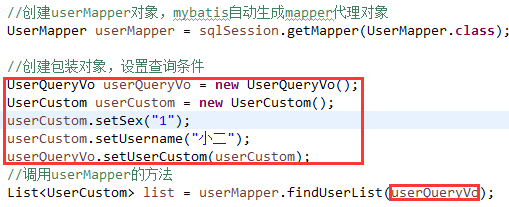 //创建userMapper对象，mybatis自动生成mapper代理对象
UserMapper userMapper = sqlSession.getMapper(UserMapper.class);
//创建包装对象，设置查询条件
UserQueryVo userQueryVo = new UserQueryVo();
UserCustom userCustom = new UserCustom();
userCustom.setSex("1");
userCustom.setUsername("小二");
userQueryVo.setUserCustom(userCustom);
//调用userMapper的方法
List<UserCustom> list = userMapper.findUserList(userQueryVo);